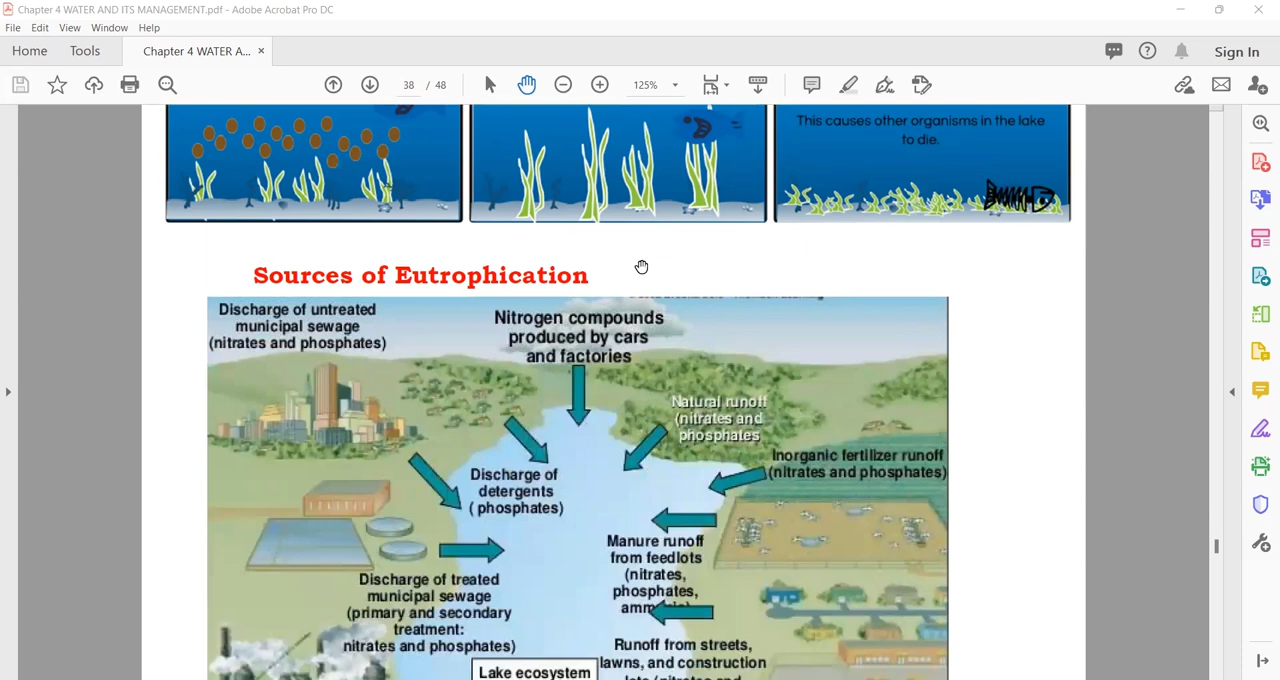 Chapter 4 WATER AND ITS MANAGEMENT.pdf - Adobe Acrobat Pro DC
File Edit View Window Help
Home Tools Chapter 4 WATER A... × Sign In
38 / 48 125%
This causes other organisms in the lake
to die.
Sources of Eutrophication
Discharge of untreated
municipal sewage
(nitrates and phosphates)
Nitrogen compounds
produced by cars
and factories
Natural runoff
(nitrates and
phosphates
Inorganic fertilizer runoff
(nitrates and phosphates)
Discharge of
detergents
( phosphates)
Manure runoff
from feedlots
(nitrates,
phosphates,
Discharge of treated
municipal sewage
(primary and secondary
treatment:
nitrates and phosphates)
Runoff from streets,
lawns, and construction
Lake ecosystem